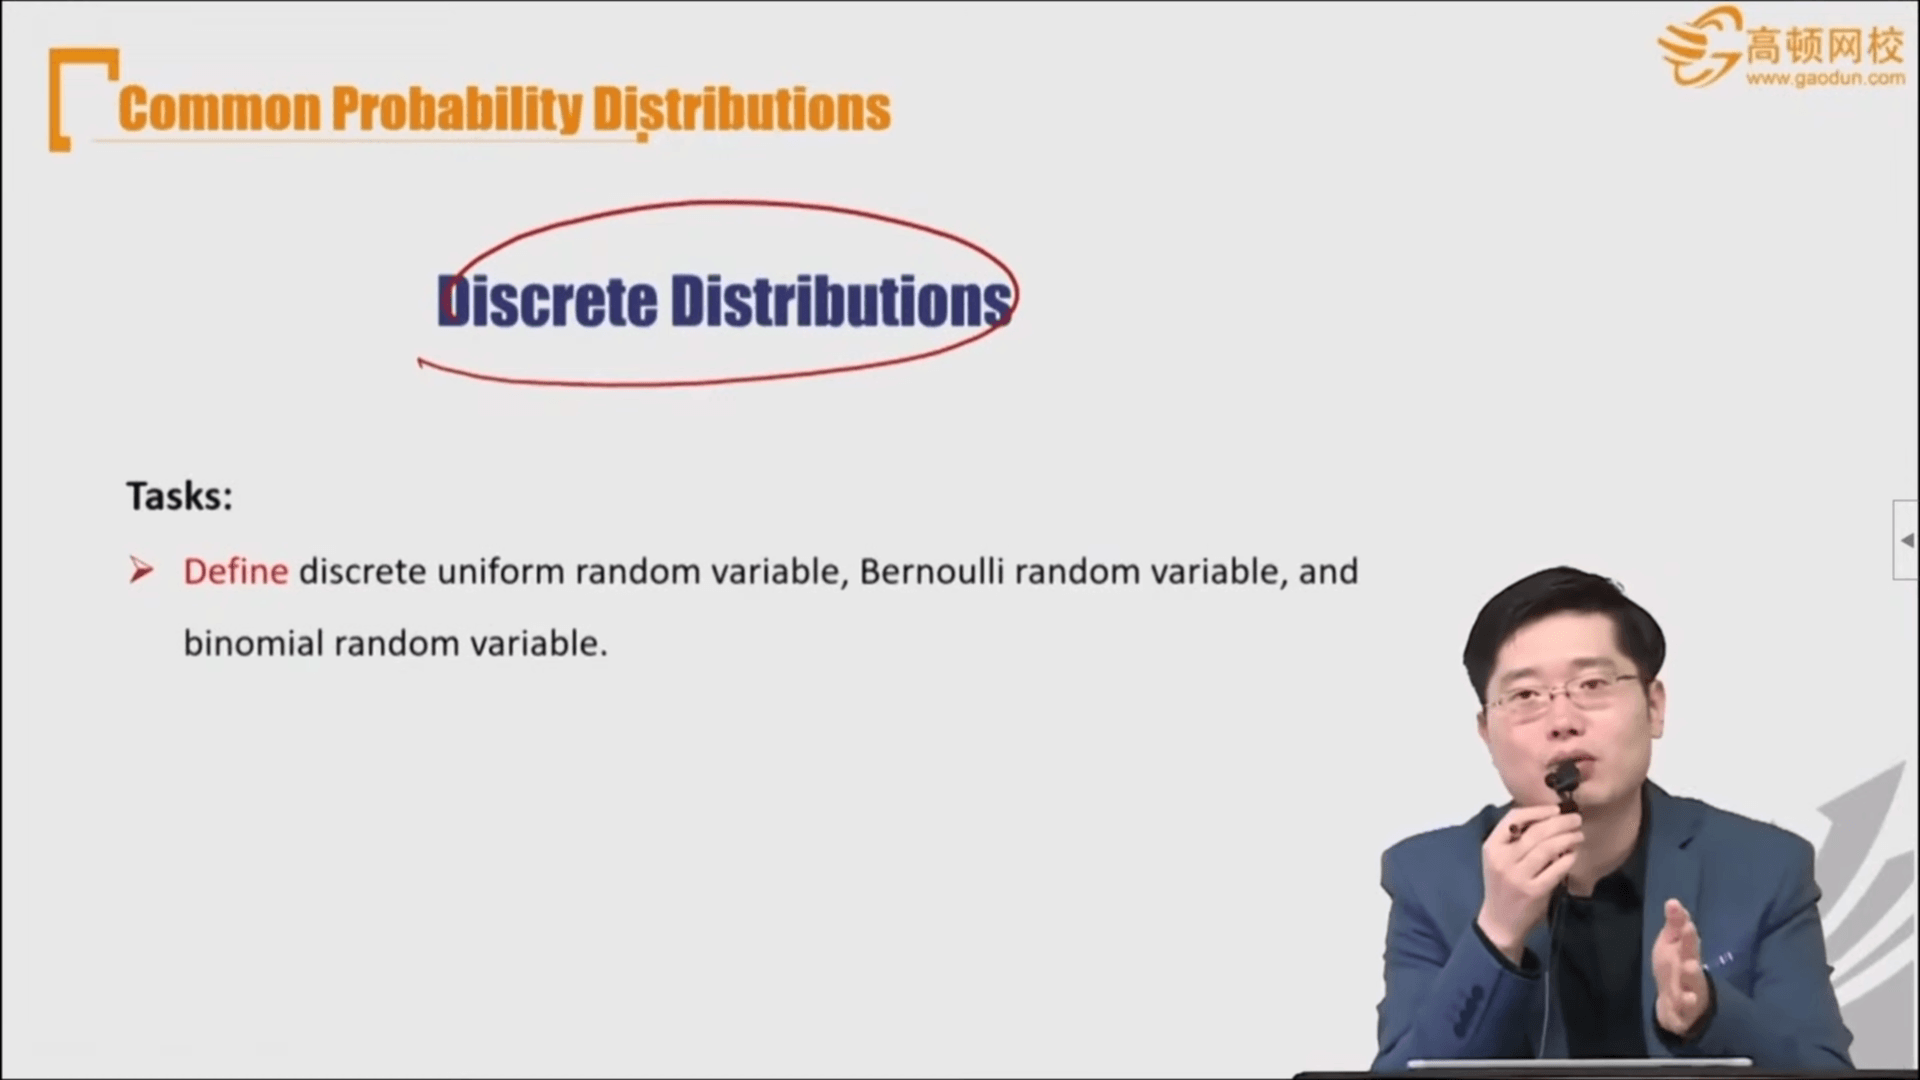 高顿网校
www.gaodun.com
Common Probability Distributions
Discrete Distributions
Tasks:
Define discrete uniform random variable, Bernoulli random variable, and
binomial random variable.